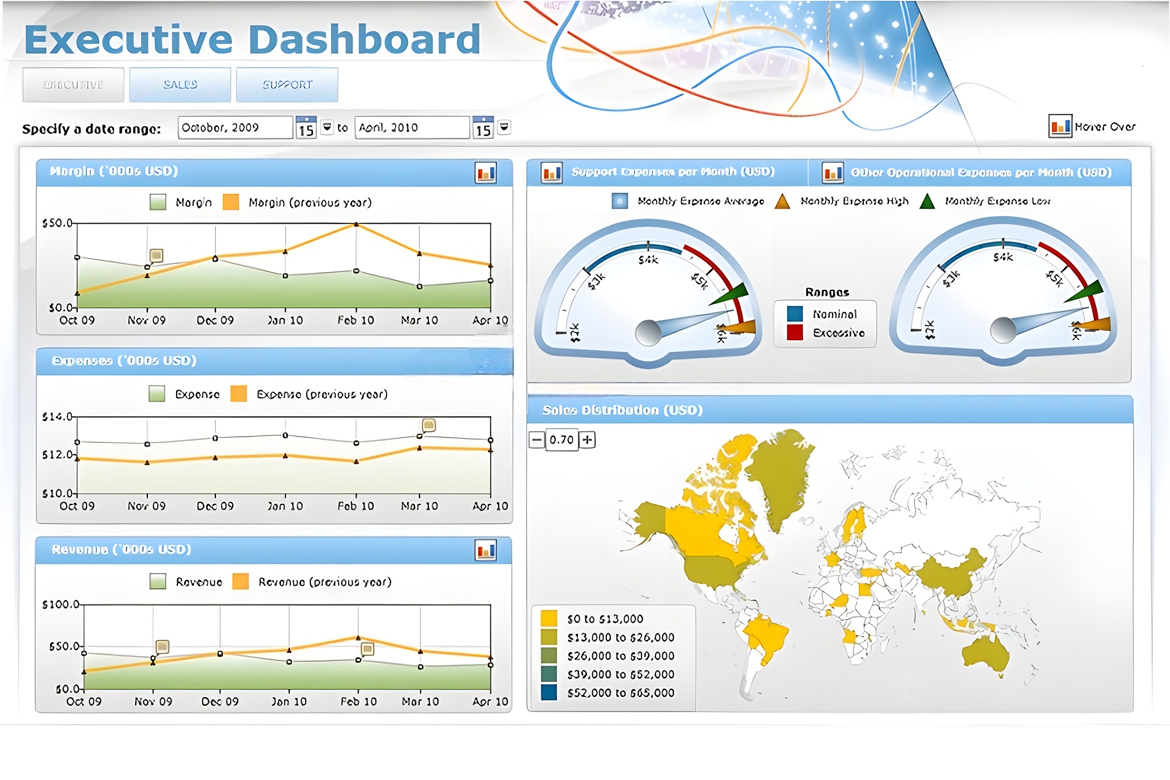 Executive Dashboard
EXECUTIVE SALES SUPPORT
Specify a date range: October, 2009 15 to April, 2010 15
Hover Over
Margin ('000s USD)
Margin Margin (previous year)
$50.0
$0.0
Oct 09 Nov 09 Dec 09 Jan 10 Feb 10 Mar 10 Apr 10
Expenses ('000s USD)
Expense Expense (previous year)
$14.0
$12.0
$10.0
Oct 09 Nov 09 Dec 09 Jan 10 Feb 10 Mar 10 Apr 10
Revenue ('000s USD)
Revenue Revenue (previous year)
$100.0
$50.0
$0.0
Oct 09 Nov 09 Dec 09 Jan 10 Feb 10 Mar 10 Apr 10
Support Expenses per Month (USD) Other Operational Expenses per Month (USD)
Monthly Expense Average Monthly Expense High Monthly Expense Low
$2k $3k $4k $5k $6k
Ranges
Nominal
Excessive
$2k $3k $4k $5k $6k
Sales Distribution (USD)
0.70
$0 to $13,000
$13,000 to $26,000
$26,000 to $39,000
$39,000 to $52,000
$52,000 to $65,000